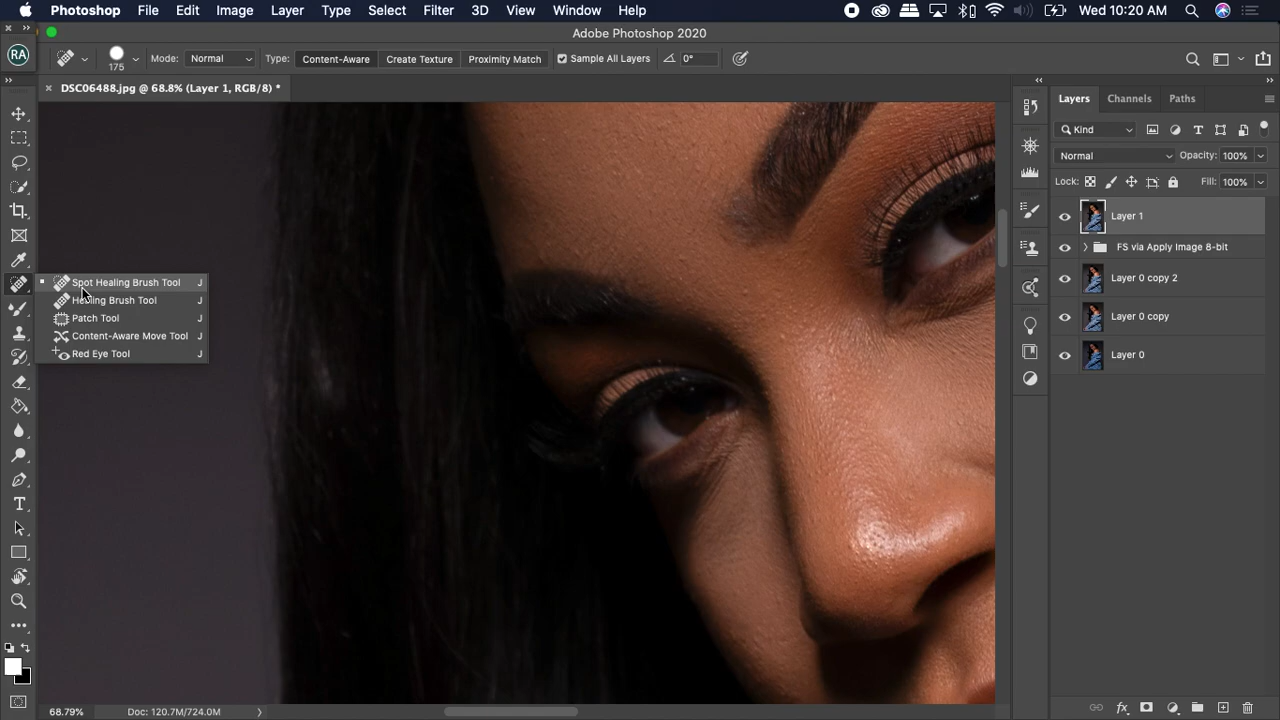 Photoshop File Edit Image Layer Type Select Filter 3D View Window Help Wed 10:20 AM
Adobe Photoshop 2020
RA 175 Mode: Normal Type: Content-Aware Create Texture Proximity Match Sample All Layers 0°
DSC06488.jpg @ 68.8% (Layer 1, RGB/8) *
Layers Channels Paths
Kind
Normal Opacity: 100%
Lock: Fill: 100%
Layer 1
FS via Apply Image 8-bit
Layer 0 copy 2
Layer 0 copy
Layer 0
Spot Healing Brush Tool J
Healing Brush Tool J
Patch Tool J
Content-Aware Move Tool J
Red Eye Tool J
68.79% Doc: 120.7M/724.0M